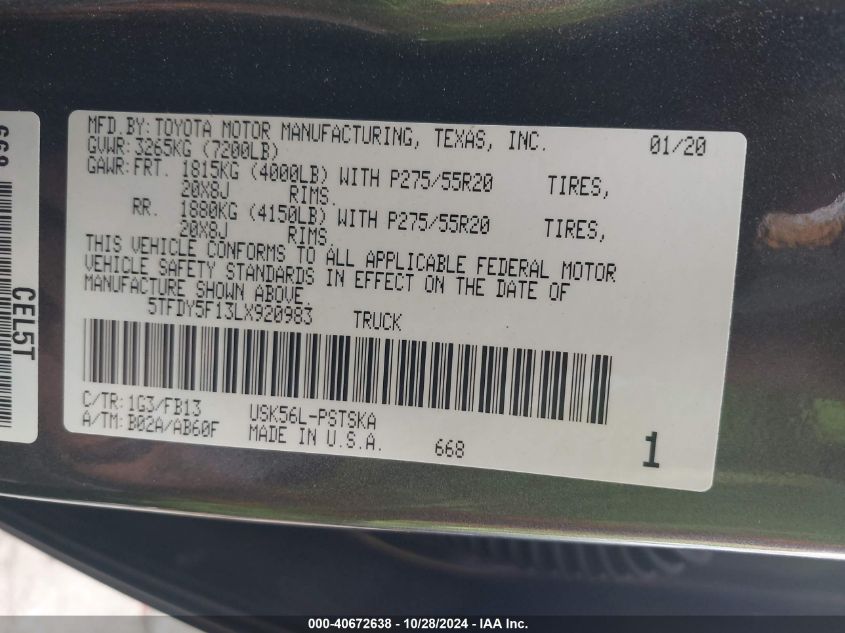 MFD.BY:TOYOTA MOTOR MANUFACTURING, TEXAS, INC. 01/20
GVWR:3265KG (7200LB)
GAWR:FRT. 1815KG (4000LB) WITH P275/55R20 TIRES,
20X8J RIMS.
RR. 1880KG (4150LB) WITH P275/55R20 TIRES,
20X8J RIMS.
THIS VEHICLE CONFORMS TO ALL APPLICABLE FEDERAL MOTOR
VEHICLE SAFETY STANDARDS IN EFFECT ON THE DATE OF
MANUFACTURE SHOWN ABOVE.
5TFDY5F13LX920983 TRUCK
C/TR:1G3/FB13 USK56L-PSTSKA
A/TM:B02A/AB60F MADE IN U.S.A. 668 1
668
CEL5T
000-40672638 - 10/28/2024 - IAA Inc.